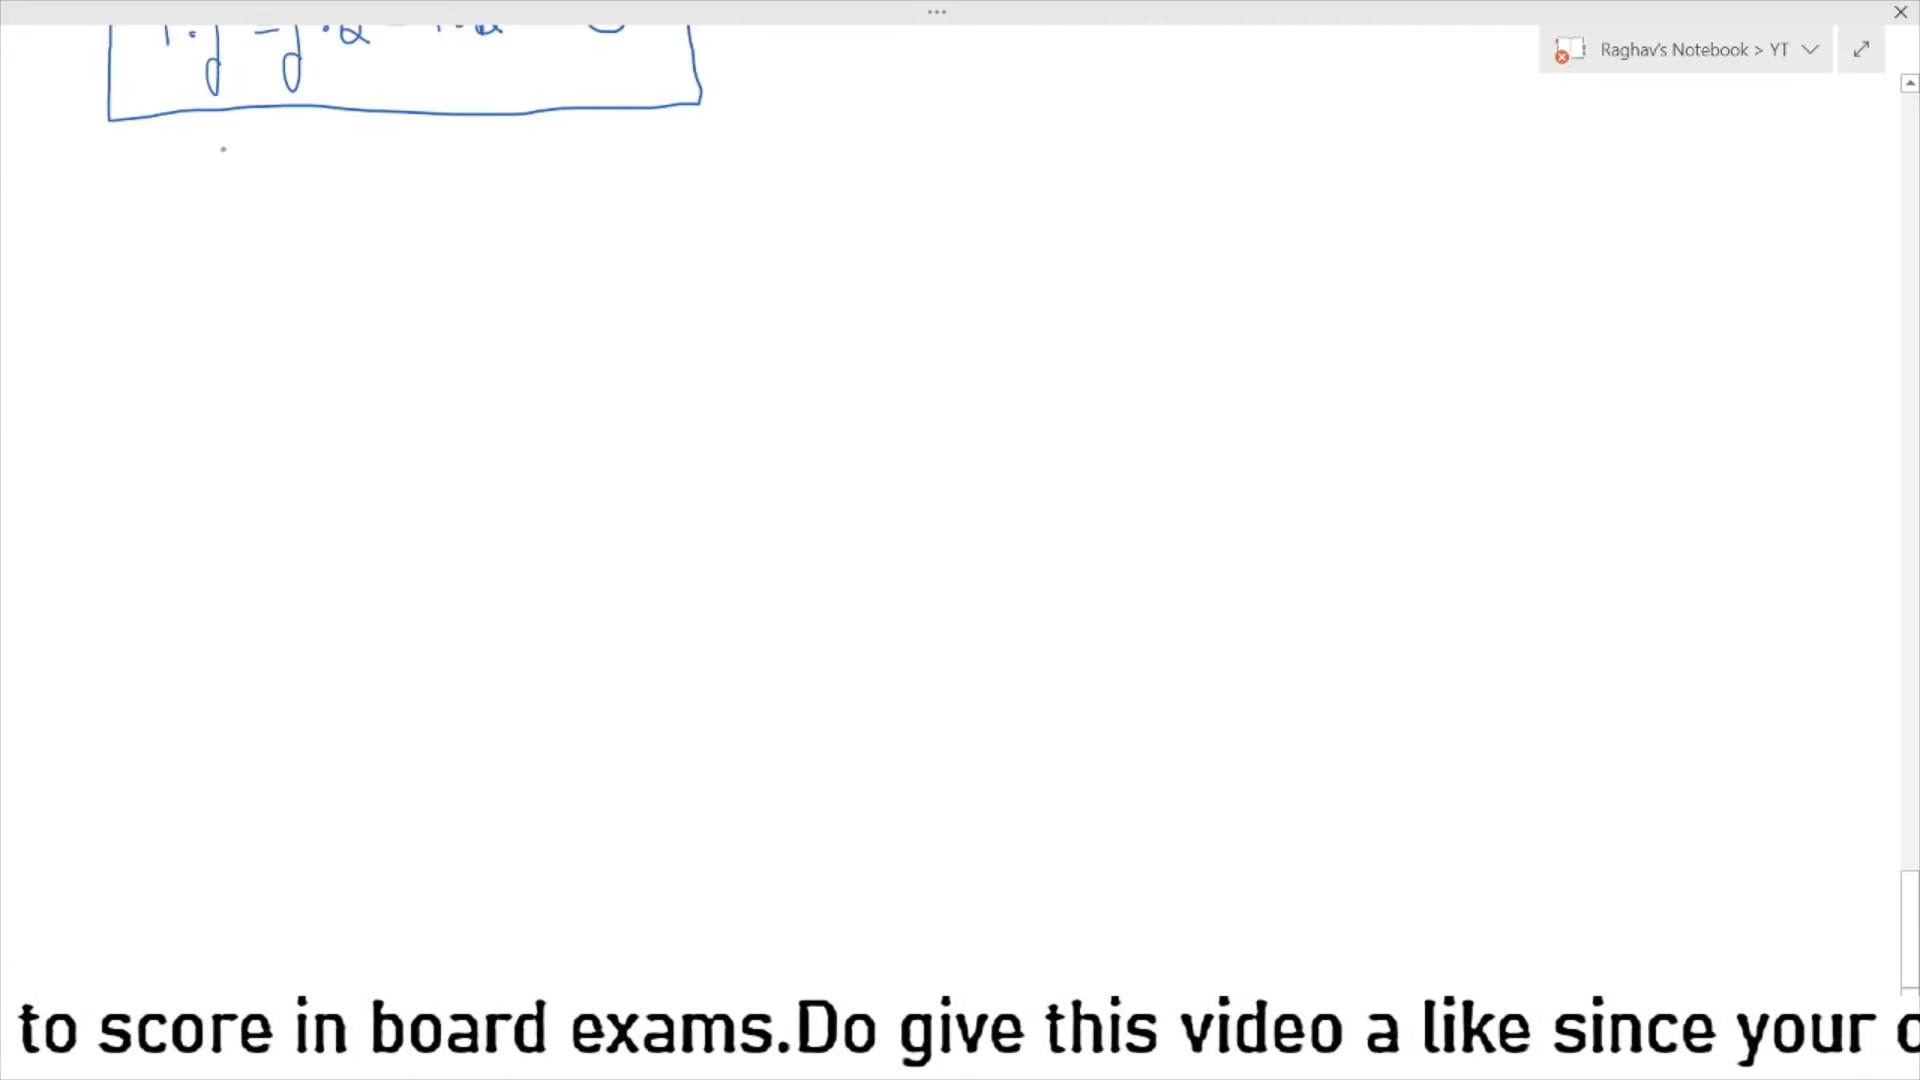 Raghav's Notebook > YT
to score in board exams.Do give this video a like since your